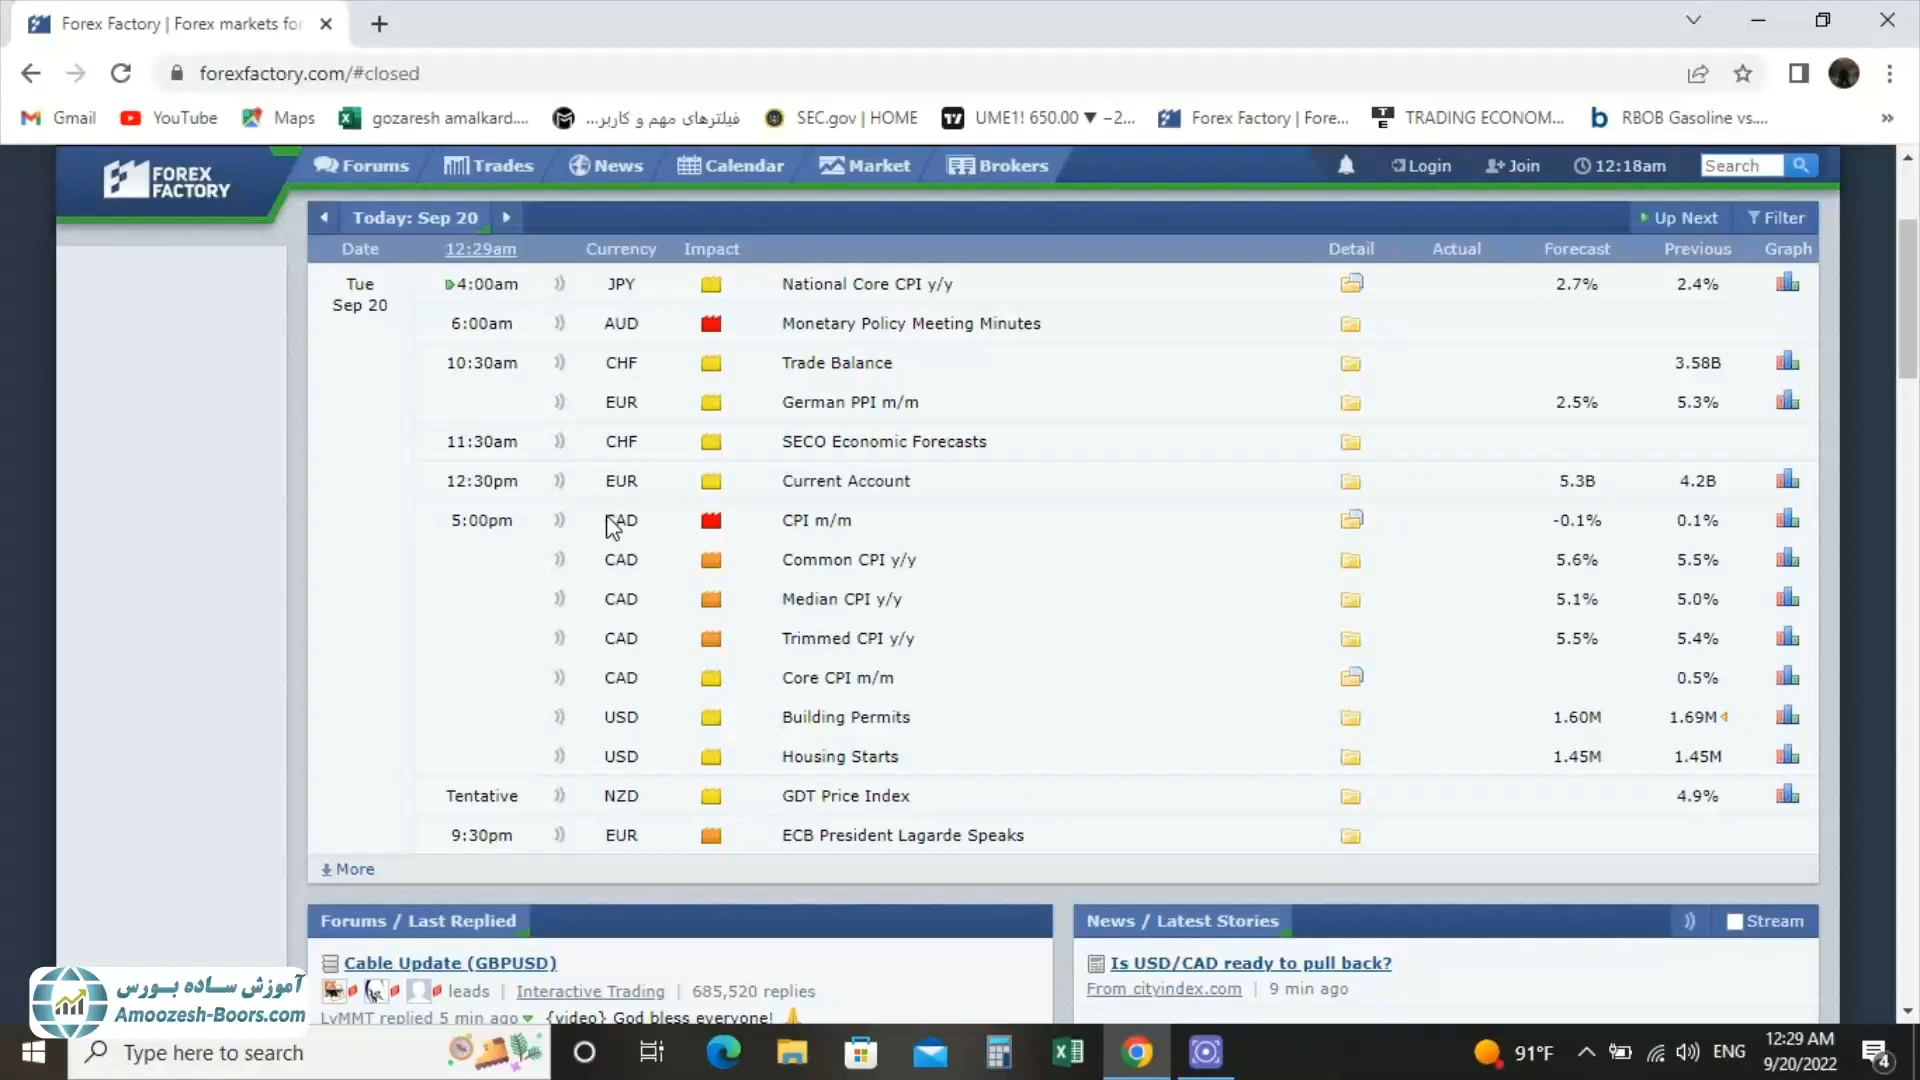 Forex Factory | Forex markets for
forexfactory.com/#closed
Gmail YouTube Maps gozaresh amalkard.... فیلترهای مهم و کاربر... SEC.gov | HOME UME1! 650.00 ▼ −2... Forex Factory | Fore... TRADING ECONOM... RBOB Gasoline vs.... »
FOREX FACTORY
Forums Trades News Calendar Market Brokers Login Join 12:18am Search
Today: Sep 20 Up Next Filter
Date 12:29am Currency Impact Detail Actual Forecast Previous Graph
Tue Sep 20 4:00am JPY National Core CPI y/y 2.7% 2.4%
6:00am AUD Monetary Policy Meeting Minutes
10:30am CHF Trade Balance 3.58B
EUR German PPI m/m 2.5% 5.3%
11:30am CHF SECO Economic Forecasts
12:30pm EUR Current Account 5.3B 4.2B
5:00pm CAD CPI m/m -0.1% 0.1%
CAD Common CPI y/y 5.6% 5.5%
CAD Median CPI y/y 5.1% 5.0%
CAD Trimmed CPI y/y 5.5% 5.4%
CAD Core CPI m/m 0.5%
USD Building Permits 1.60M 1.69M
USD Housing Starts 1.45M 1.45M
Tentative NZD GDT Price Index 4.9%
9:30pm EUR ECB President Lagarde Speaks
More
Forums / Last Replied
Cable Update (GBPUSD)
leads | Interactive Trading | 685,520 replies
LvMMT replied 5 min ago {video} God bless everyone!
News / Latest Stories Stream
Is USD/CAD ready to pull back?
From cityindex.com | 9 min ago
آموزش ساده بورس
Amoozesh-Boors.com
Type here to search
91°F ENG 12:29 AM
9/20/2022 4